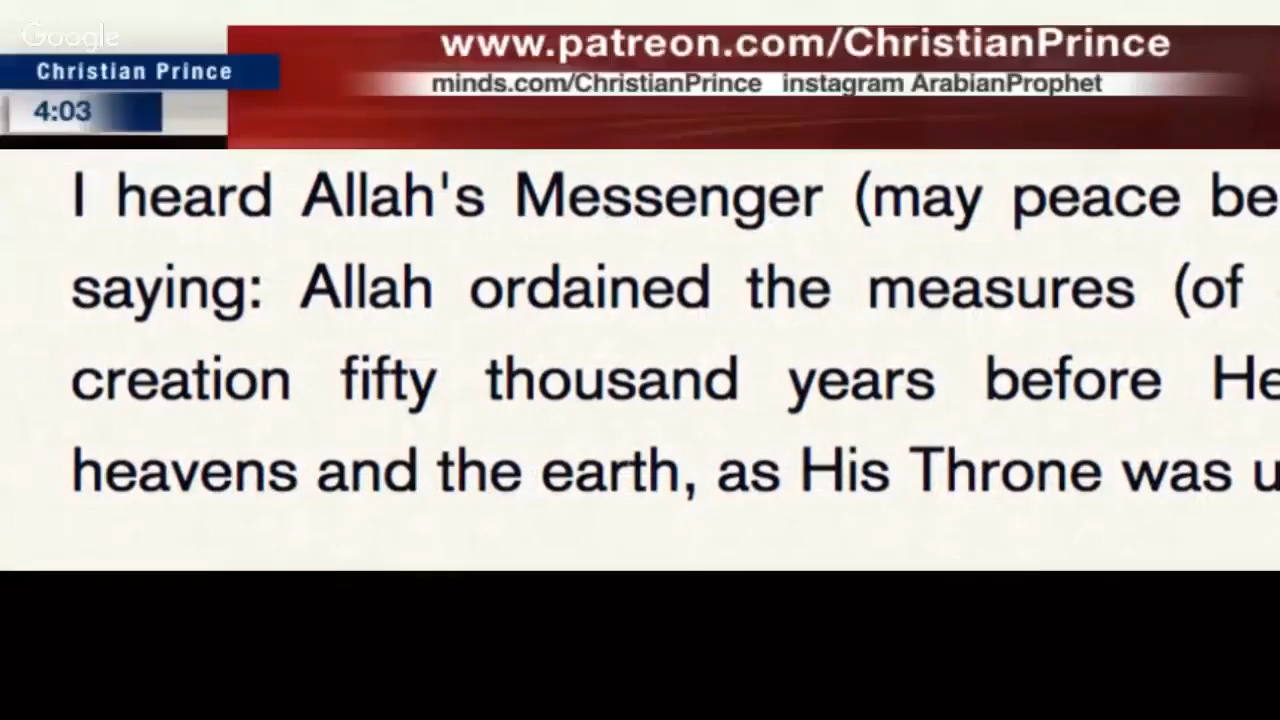 Google
www.patreon.com/ChristianPrince
Christian Prince
minds.com/ChristianPrince instagram ArabianProphet
4:03
I heard Allah's Messenger (may peace be
saying: Allah ordained the measures (of
creation fifty thousand years before He
heavens and the earth, as His Throne was u